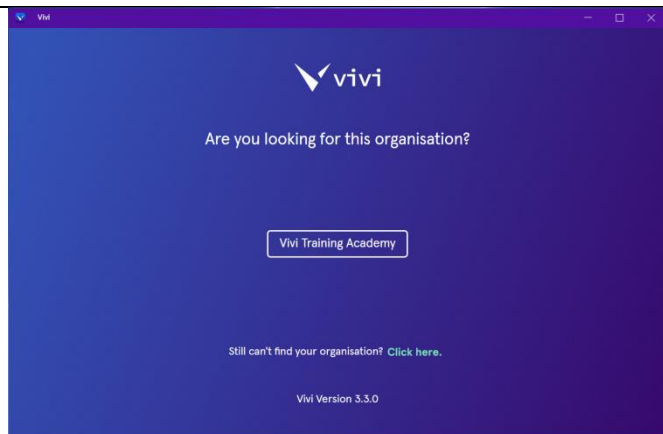 Vivi
vivi
Are you looking for this organisation?
Vivi Training Academy
Still can't find your organisation? Click here.
Vivi Version 3.3.0